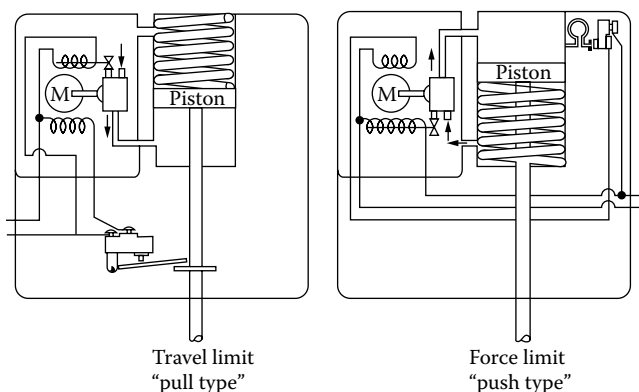 M
Piston
Travel limit
“pull type”
M
Piston
Force limit
“push type”